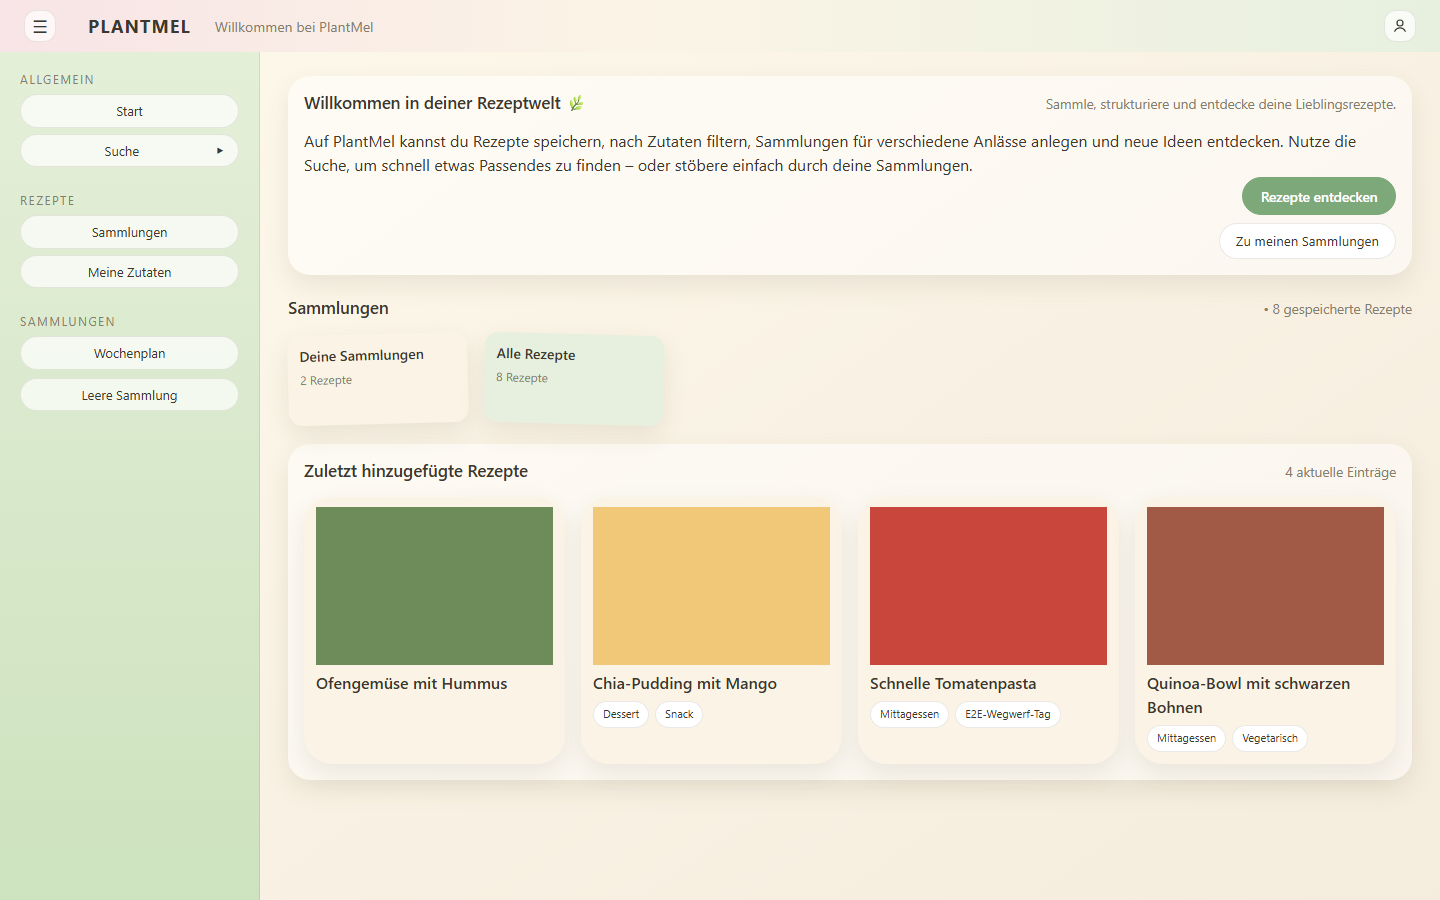 PLANTMEL
Willkommen bei PlantMel
ALLGEMEIN
Start
Suche
REZEPTE
Sammlungen
Meine Zutaten
SAMMLUNGEN
Wochenplan
Leere Sammlung
Willkommen in deiner Rezeptwelt
Sammle, strukturiere und entdecke deine Lieblingsrezepte.
Auf PlantMel kannst du Rezepte speichern, nach Zutaten filtern, Sammlungen für verschiedene Anlässe anlegen und neue Ideen entdecken. Nutze die
Suche, um schnell etwas Passendes zu finden – oder stöbere einfach durch deine Sammlungen.
Rezepte entdecken
Zu meinen Sammlungen
Sammlungen
• 8 gespeicherte Rezepte
Deine Sammlungen
2 Rezepte
Alle Rezepte
8 Rezepte
Zuletzt hinzugefügte Rezepte
4 aktuelle Einträge
Ofengemüse mit Hummus
Chia-Pudding mit Mango
Dessert
Snack
Schnelle Tomatenpasta
Mittagessen
E2E-Wegwerf-Tag
Quinoa-Bowl mit schwarzen
Bohnen
Mittagessen
Vegetarisch